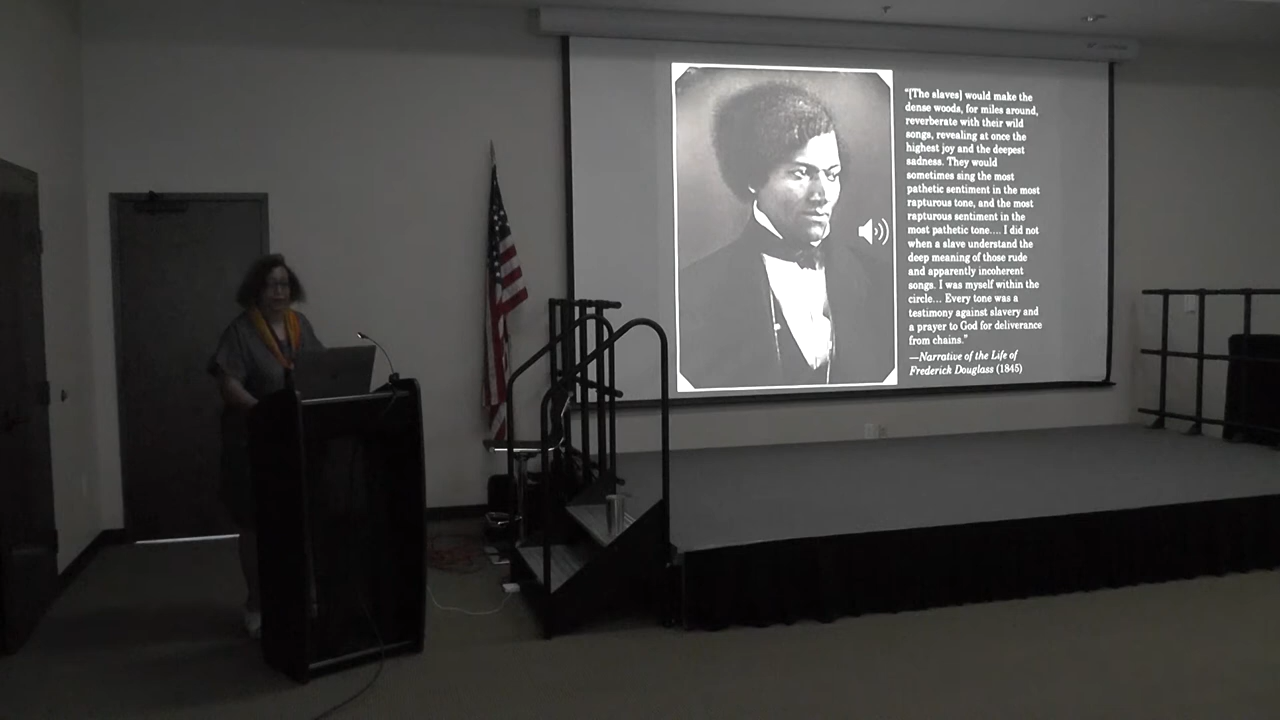 "[The slaves] would make the
dense woods, for miles around,
reverberate with their wild
songs, revealing at once the
highest joy and the deepest
sadness. They would
sometimes sing the most
pathetic sentiment in the most
rapturous tone, and the most
rapturous sentiment in the
most pathetic tone.... I did not
when a slave understand the
deep meaning of those rude
and apparently incoherent
songs. I was myself within the
circle... Every tone was a
testimony against slavery and
a prayer to God for deliverance
from chains."
—Narrative of the Life of
Frederick Douglass (1845)